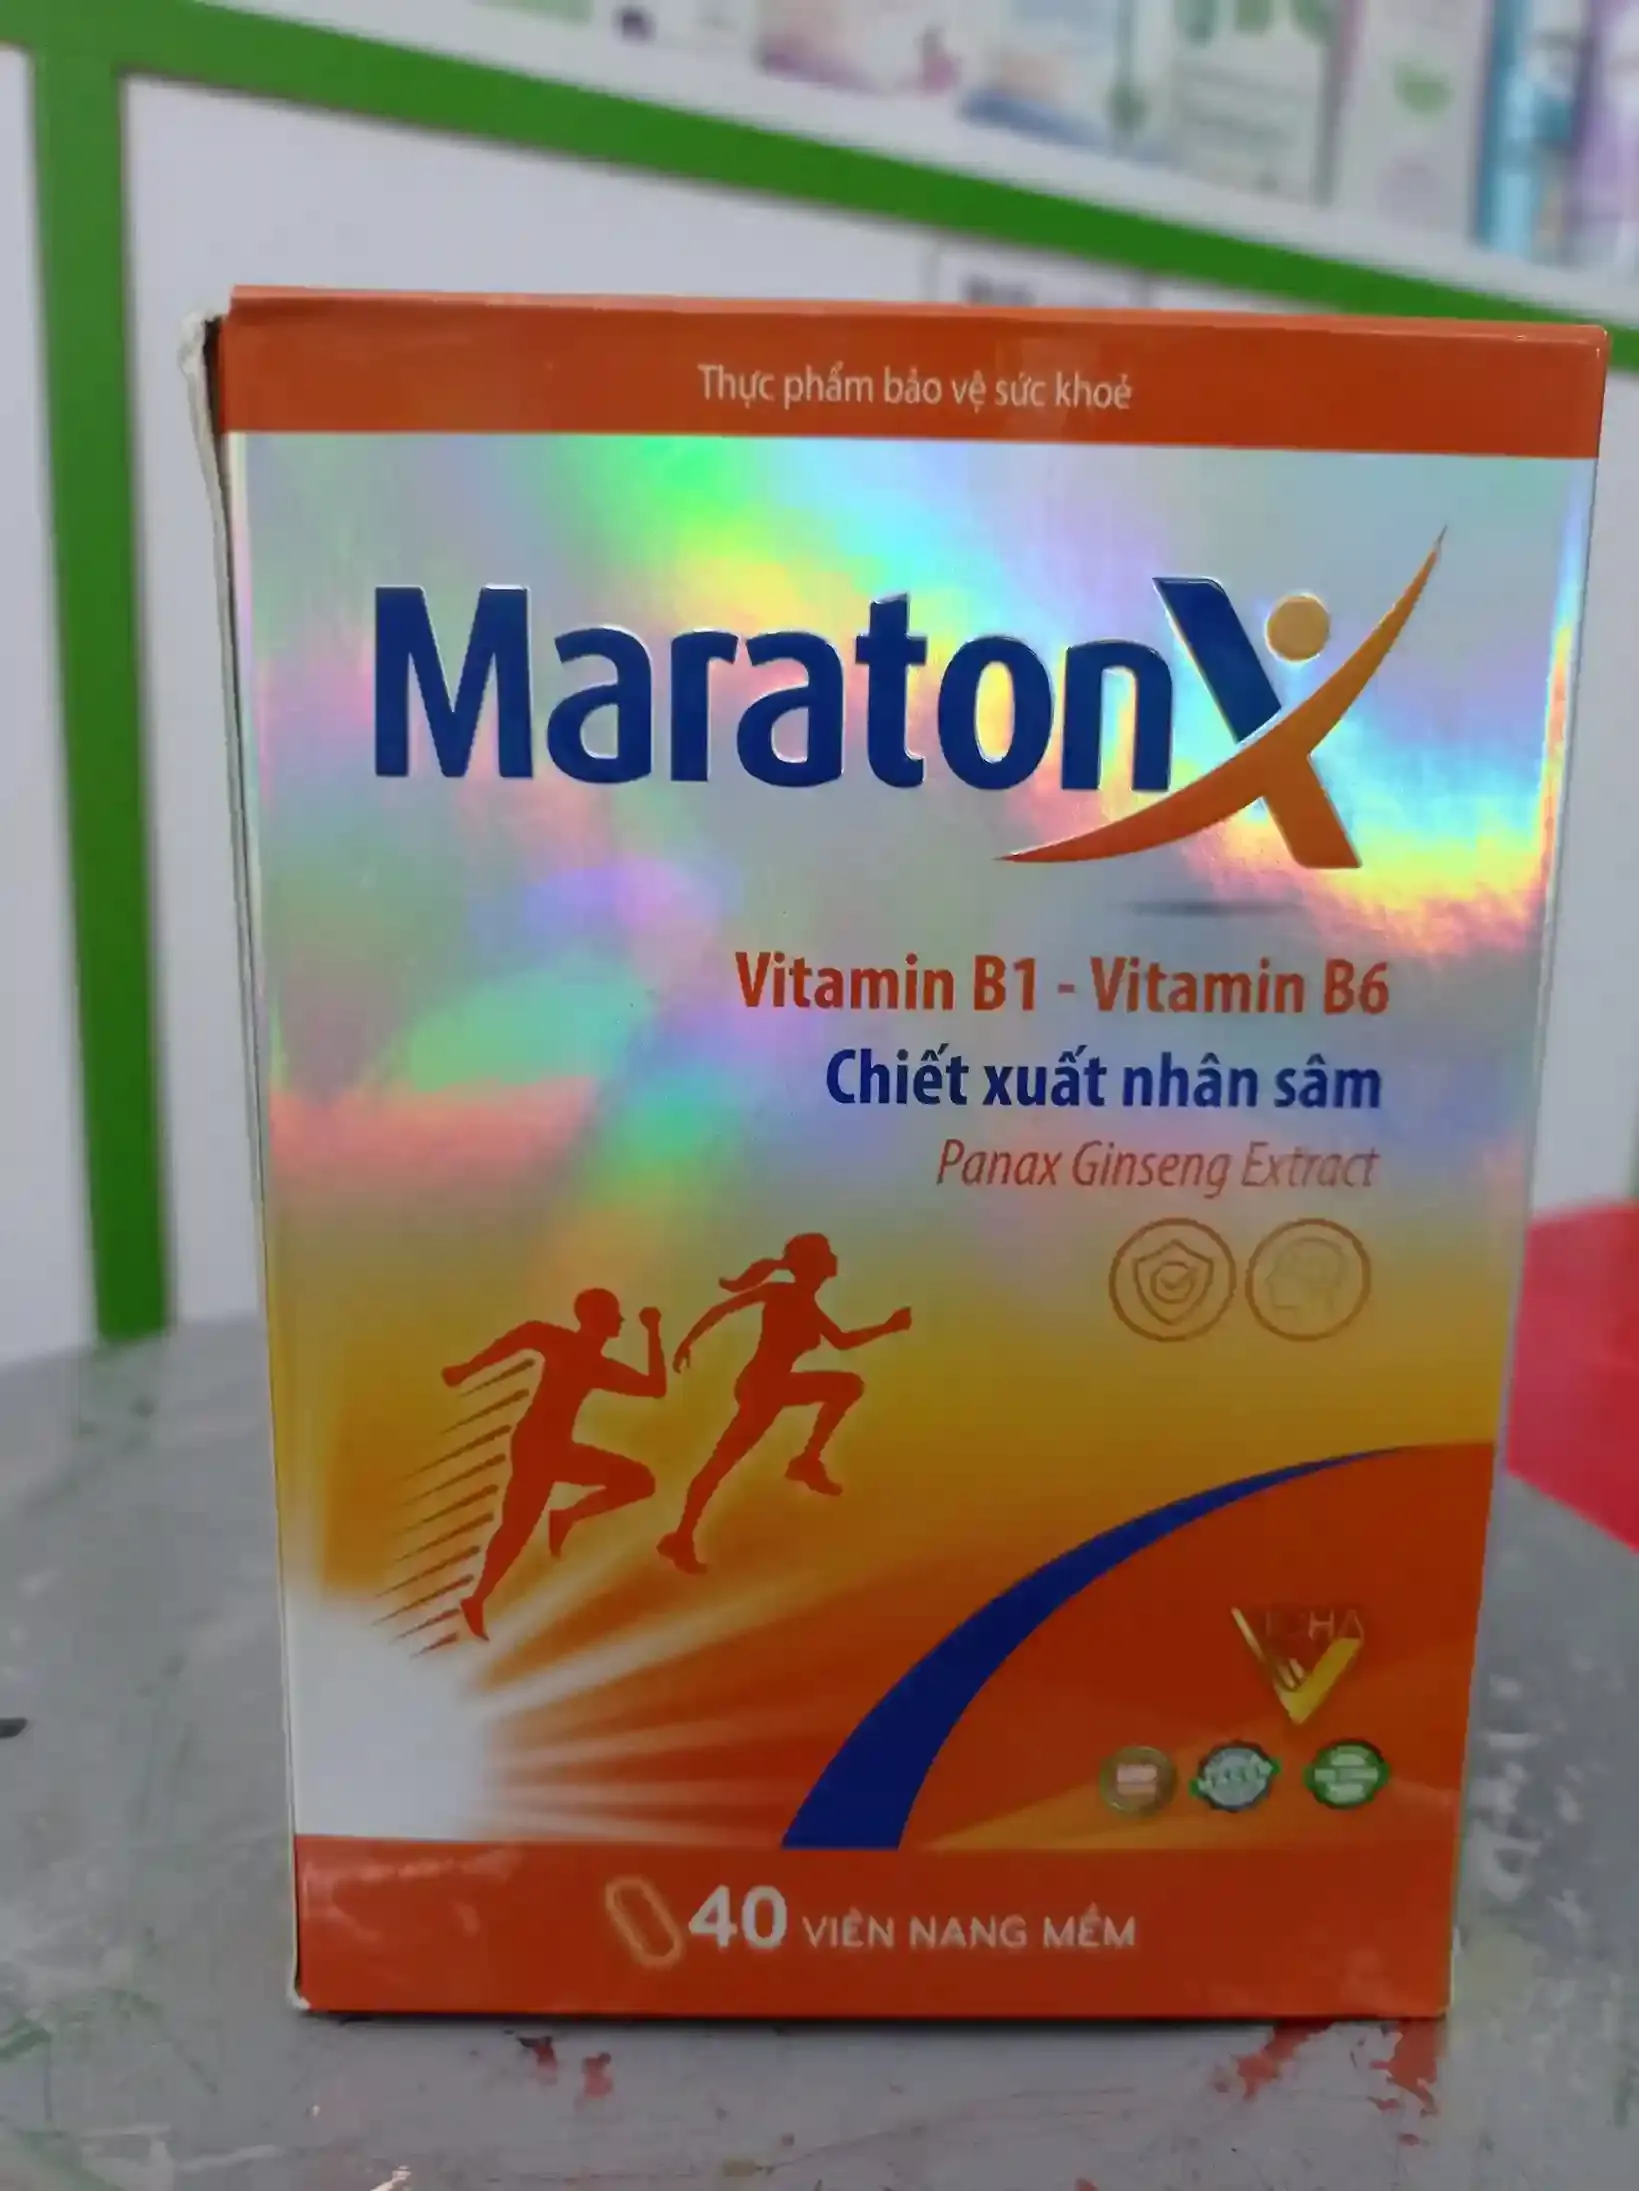 Thực phẩm bảo vệ sức khoẻ
MaratonX
Vitamin B1 - Vitamin B6
Chiết xuất nhân sâm
Panax Ginseng Extract
40 VIÊN NANG MỀM